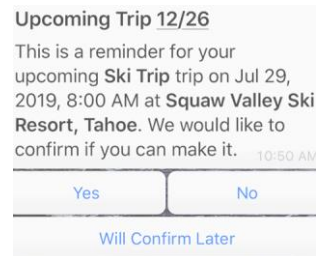 Upcoming Trip 12/26
This is a reminder for your
upcoming Ski Trip trip on Jul 29,
2019, 8:00 AM at Squaw Valley Ski
Resort, Tahoe. We would like to
confirm if you can make it. 10:50 AM
Yes No
Will Confirm Later